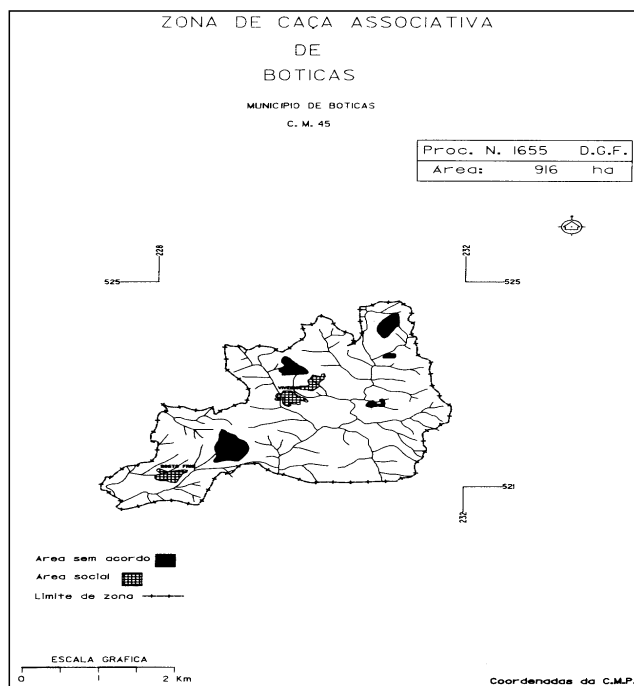 ZONA DE CAÇA ASSOCIATIVA
DE
BOTICAS
MUNICIPIO DE BOTICAS
C. M. 45
Proc. N. 1655 D.G.F.
Area: 916 ha
228
232
525
525
521
232
Area sem acordo
Area social
Limite de zona
ESCALA GRAFICA
0 1 2 Km
Coordenadas da C.M.P.